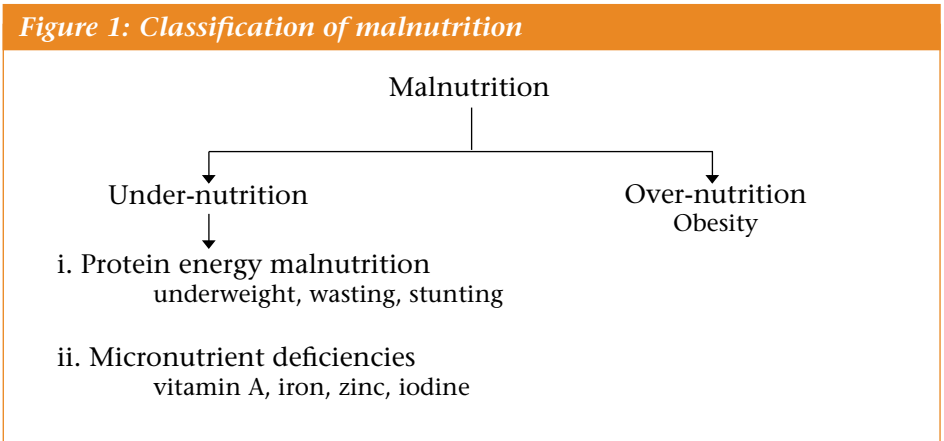 Figure 1: Classification of malnutrition
Malnutrition
Under-nutrition
Over-nutrition
Obesity
i. Protein energy malnutrition
underweight, wasting, stunting
ii. Micronutrient deficiencies
vitamin A, iron, zinc, iodine